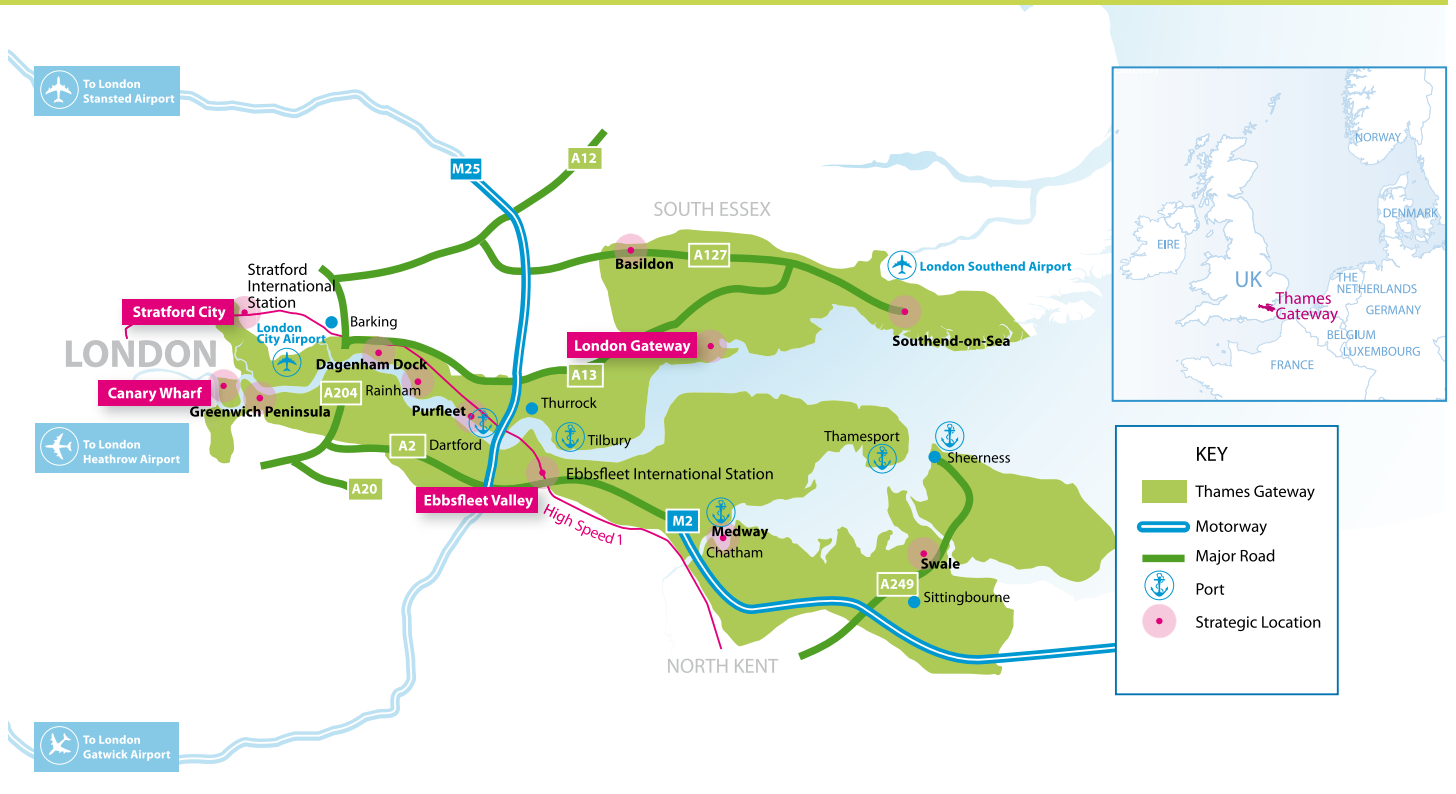 To London
Stansted Airport
M25
A12
SOUTH ESSEX
NORWAY
DENMARK
EIRE
UK
THE
NETHERLANDS
Thames
Gateway
GERMANY
BELGIUM
LUXEMBOURG
FRANCE
Stratford
International
Station
Basildon
A127
London Southend Airport
Stratford City
Barking
London
City Airport
LONDON
Dagenham Dock
London Gateway
Southend-on-Sea
A13
Canary Wharf
A204
Rainham
Greenwich Peninsula
Purfleet
Thurrock
To London
Heathrow Airport
A2
Dartford
Tilbury
Thamesport
Sheerness
Ebbsfleet International Station
A20
Ebbsfleet Valley
High Speed 1
M2
Medway
Chatham
Swale
A249
Sittingbourne
NORTH KENT
To London
Gatwick Airport
KEY
Thames Gateway
Motorway
Major Road
Port
Strategic Location